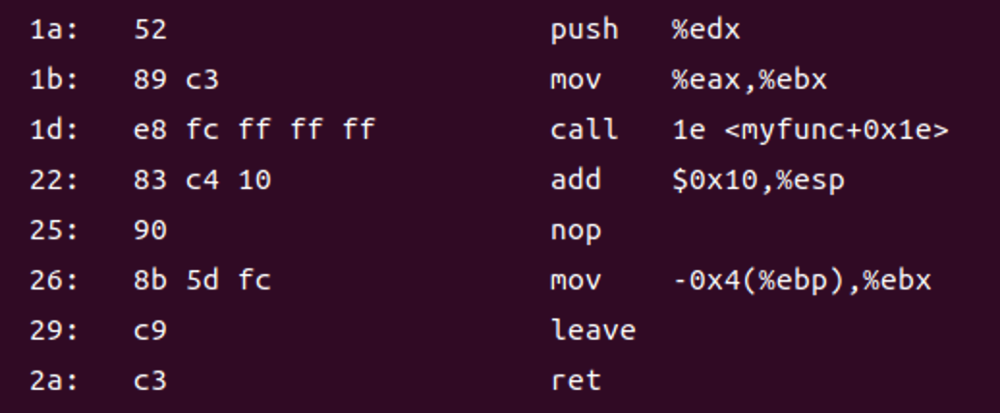 1a: 52 push %edx
1b: 89 c3 mov %eax,%ebx
1d: e8 fc ff ff ff call 1e <myfunc+0x1e>
22: 83 c4 10 add $0x10,%esp
25: 90 nop
26: 8b 5d fc mov -0x4(%ebp),%ebx
29: c9 leave
2a: c3 ret